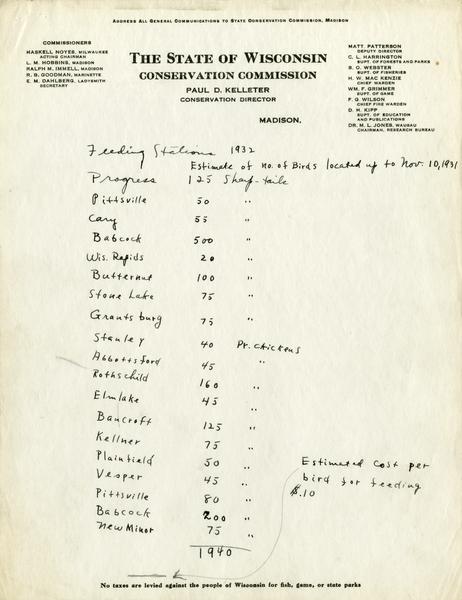 ADDRESS ALL GENERAL COMMUNICATIONS TO STATE CONSERVATION COMMISSION, MADISON
COMMISSIONERS
HASKELL NOYES, MILWAUKEE
ACTING CHAIRMAN
L. M. HOBBINS, MADISON
RALPH M. IMMELL, MADISON
R. B. GOODMAN, MARINETTE
E. M. DAHLBERG, LADYSMITH
SECRETARY
THE STATE OF WISCONSIN
CONSERVATION COMMISSION
PAUL D. KELLETER
CONSERVATION DIRECTOR
MADISON,
MATT. PATTERSON
DEPUTY DIRECTOR
C. L. HARRINGTON
SUPT. OF FORESTS AND PARKS
B. O. WEBSTER
SUPT. OF FISHERIES
H. W. MAC KENZIE
CHIEF WARDEN
WM. F. GRIMMER
SUPT. OF GAME
F. G. WILSON
CHIEF FIRE WARDEN
D. H. KIPP
SUPT. OF EDUCATION
AND PUBLICATIONS
DR. M. L. JONES, WAUSAU
CHAIRMAN, RESEARCH BUREAU
Feeding Stations 1932
Estimate of no. of Birds located up to Nov. 10, 1931
Progress 125 Sharp-tails
Pittsville 50 "
Cary 55 "
Babcock 500 "
Wis. Rapids 20 "
Butternut 100 "
Stone Lake 75 "
Grantsburg 75 "
Stanley 40 Pr. Chickens
Abbottsford 45 "
Rothschild 160 "
Elmlake 45 "
Bancroft 125 "
Kellner 75 "
Plainfield 50 "
Vesper 45 "
Pittsville 80 "
Babcock 200 "
New Minor 75 "
1940
Estimated cost per
bird for feeding
$.10
No taxes are levied against the people of Wisconsin for fish, game, or state parks